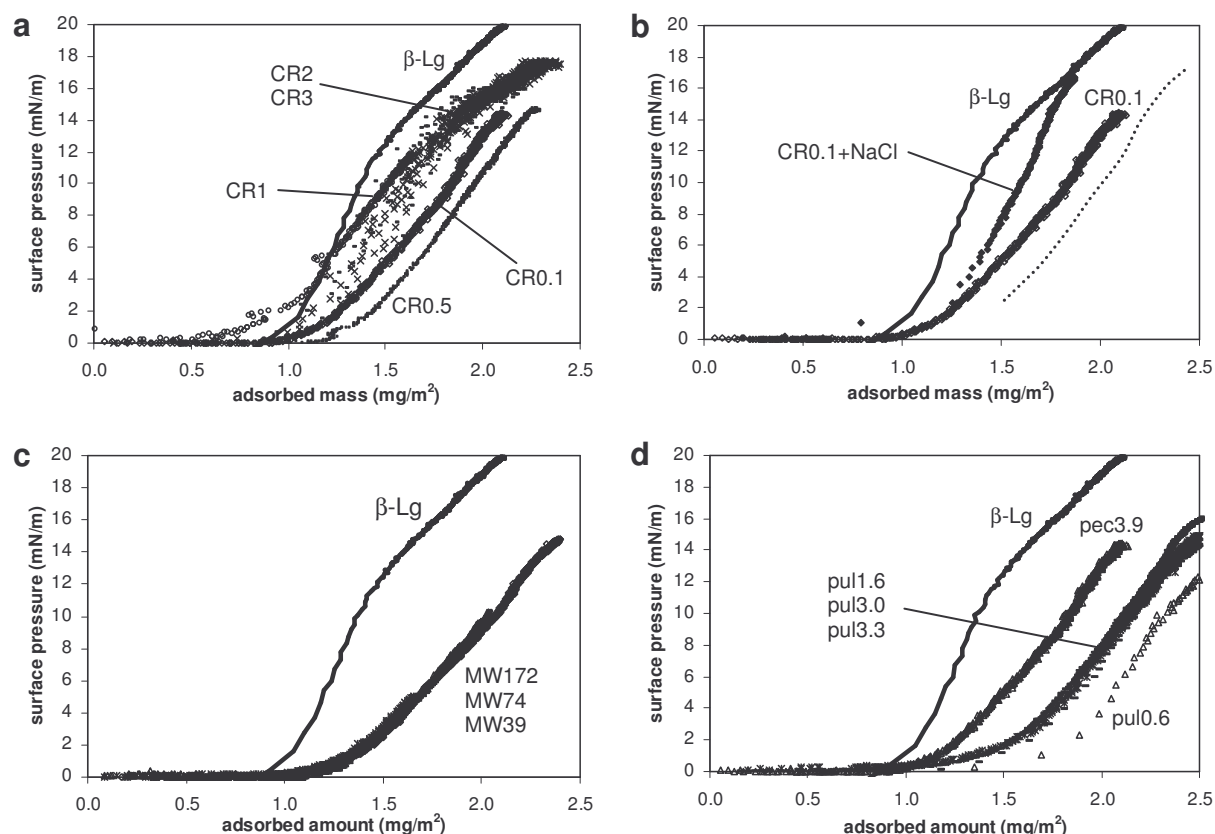 a
surface pressure (mN/m)
20
18
16
14
12
10
8
6
4
2
0
β-Lg
CR2
CR3
CR1
CR0.1
CR0.5
0.0 0.5 1.0 1.5 2.0 2.5
adsorbed mass (mg/m²)
b
surface pressure (mN/m)
20
18
16
14
12
10
8
6
4
2
0
β-Lg
CR0.1
CR0.1+NaCl
0.0 0.5 1.0 1.5 2.0 2.5
adsorbed mass (mg/m²)
c
surface pressure (mN/m)
20
18
16
14
12
10
8
6
4
2
0
β-Lg
MW172
MW74
MW39
0.0 0.5 1.0 1.5 2.0 2.5
adsorbed amount (mg/m²)
d
surface pressure (mN/m)
20
18
16
14
12
10
8
6
4
2
0
β-Lg
pec3.9
pul1.6
pul3.0
pul3.3
pul0.6
0.0 0.5 1.0 1.5 2.0 2.5
adsorbed amount (mg/m²)